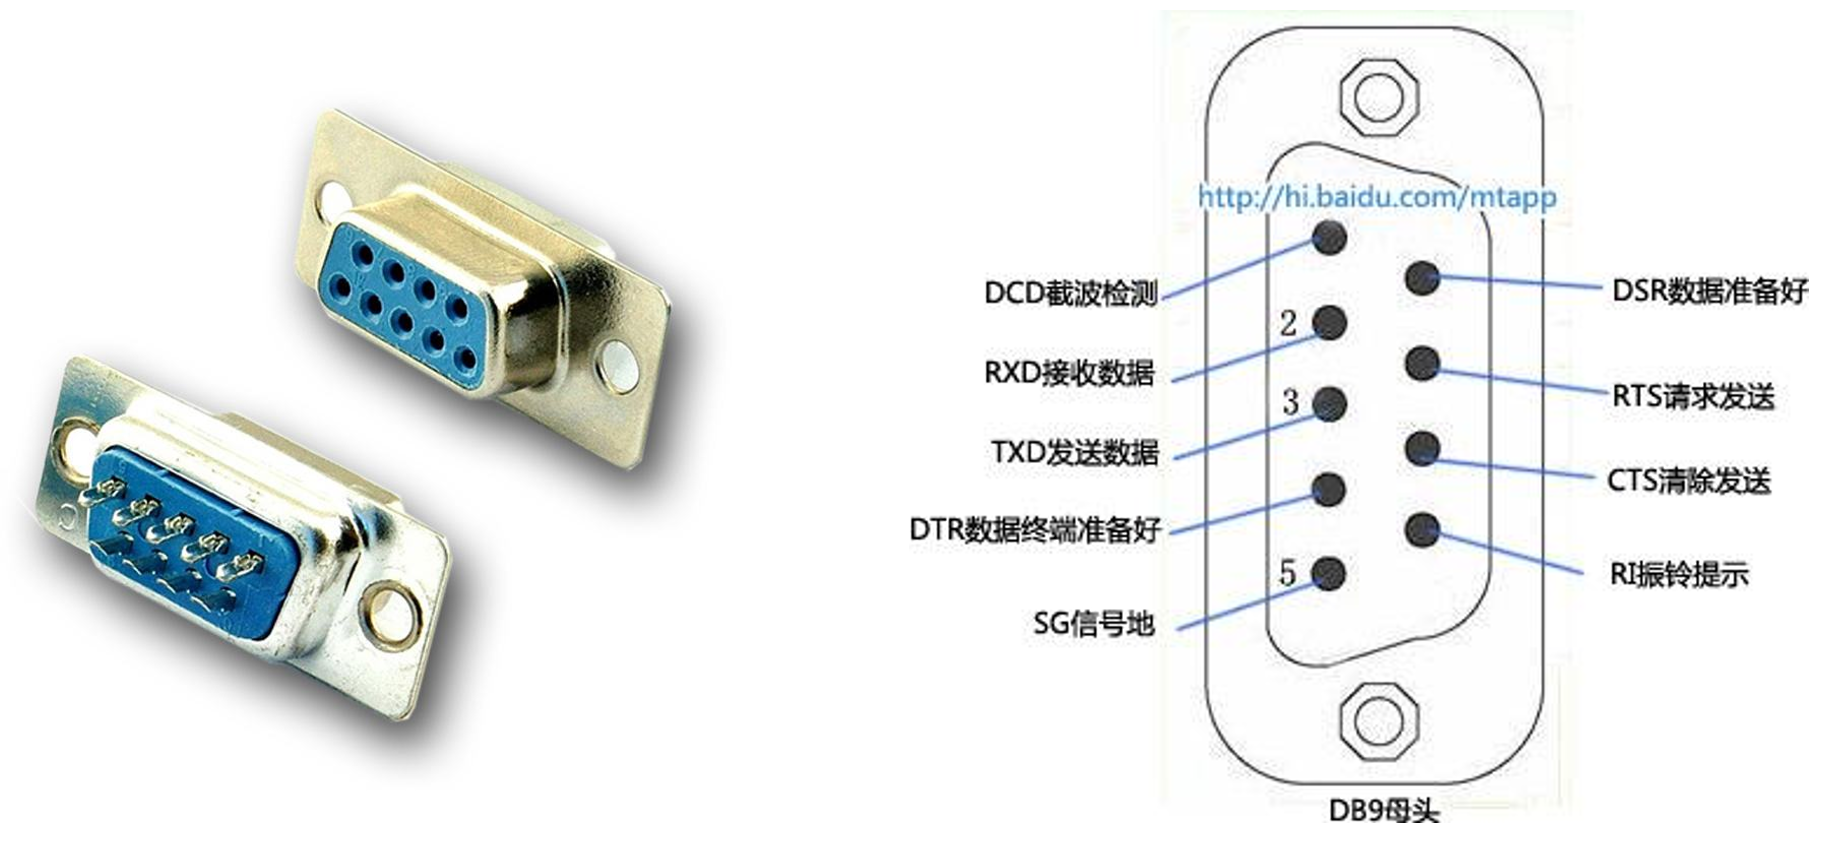 http://hi.baidu.com/mtapp
DCD截波检测
DSR数据准备好
2
RXD接收数据
RTS请求发送
3
TXD发送数据
CTS清除发送
DTR数据终端准备好
RI振铃提示
5
SG信号地
DB9母头